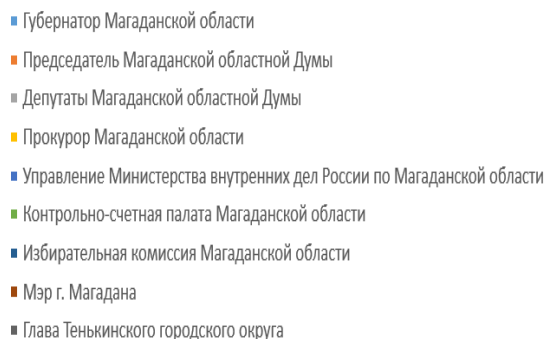 Губернатор Магаданской области
Председатель Магаданской областной Думы
Депутаты Магаданской областной Думы
Прокурор Магаданской области
Управление Министерства внутренних дел России по Магаданской области
Контрольно-счетная палата Магаданской области
Избирательная комиссия Магаданской области
Мэр г. Магадана
Глава Тенькинского городского округа